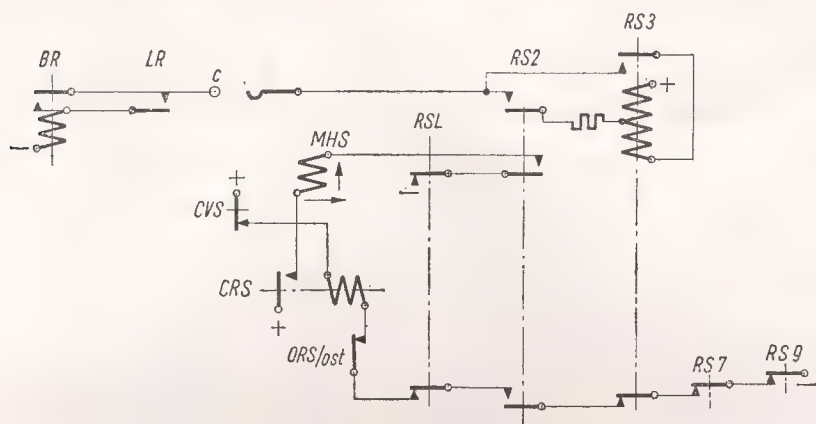 RS3
BR LR C RS2
+
RSL
MHS
−
−
+
CVS
CRS
+
ORS/ost
RS7 RS9
−